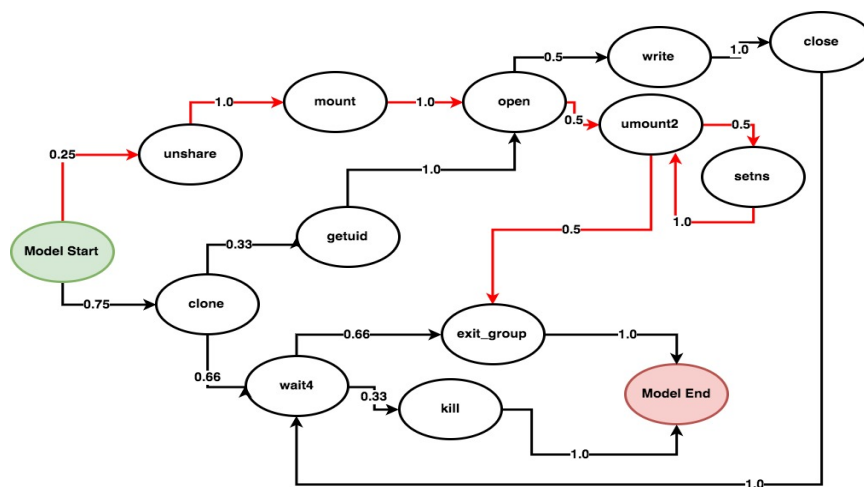 close
0.5
write
1.0
1.0
mount
1.0
open
0.5
umount2
0.5
0.25
unshare
setns
1.0
1.0
getuid
0.5
Model Start
0.33
0.75
clone
exit_group
1.0
0.66
0.66
wait4
0.33
kill
Model End
1.0
1.0